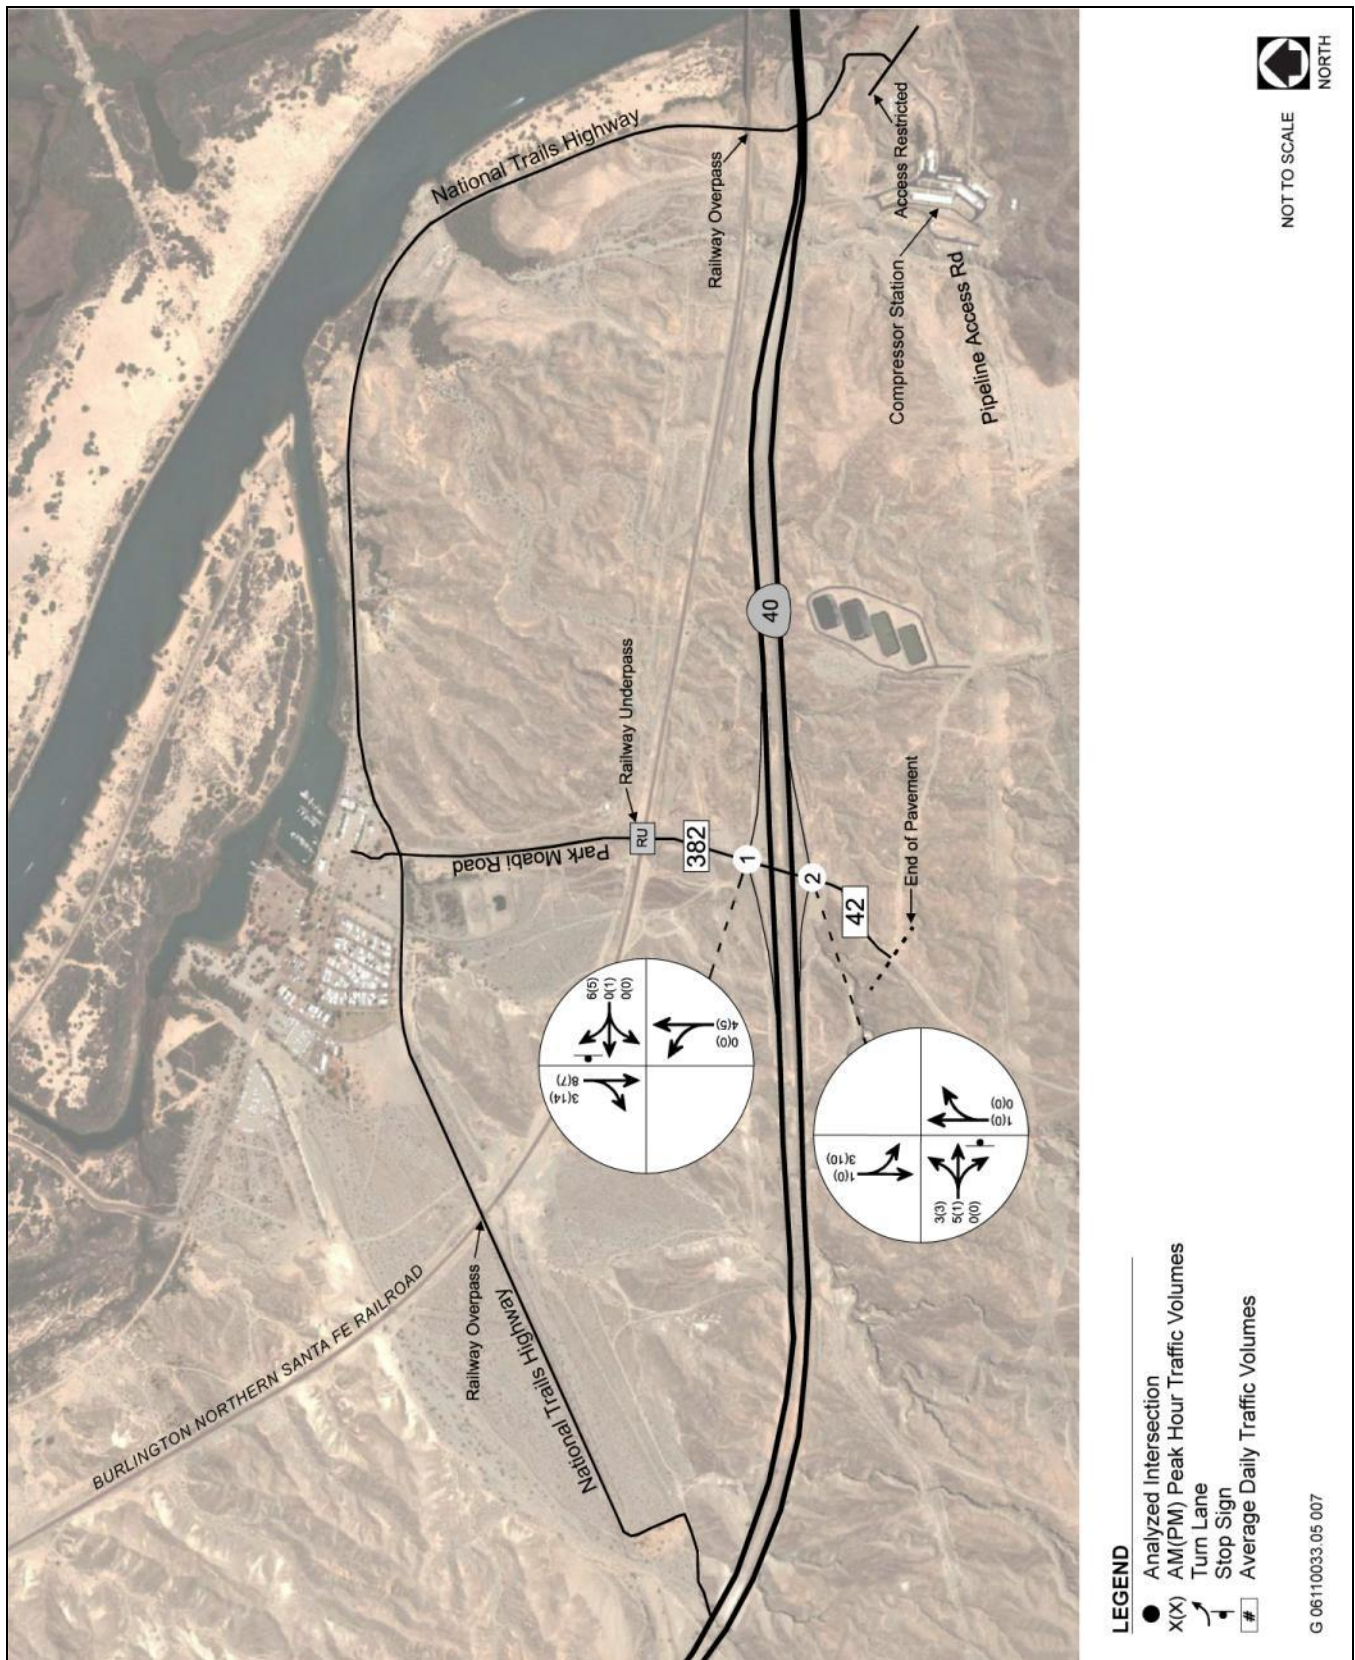 National Trails Highway
Railway Overpass
Access Restricted
Compressor Station
Pipeline Access Rd
40
Railway Underpass
RU
Park Moabi Road
382
1
2
42
End of Pavement
3(14)
8(7)
6(5)
0(1)
0(0)
0(0)
4(5)
1(0)
3(10)
3(3)
5(1)
0(0)
1(0)
0(0)
BURLINGTON NORTHERN SANTA FE RAILROAD
Railway Overpass
National Trails Highway
LEGEND
Analyzed Intersection
X(X) AM(PM) Peak Hour Traffic Volumes
Turn Lane
Stop Sign
# Average Daily Traffic Volumes
G 06110033.05 007
NOT TO SCALE
NORTH